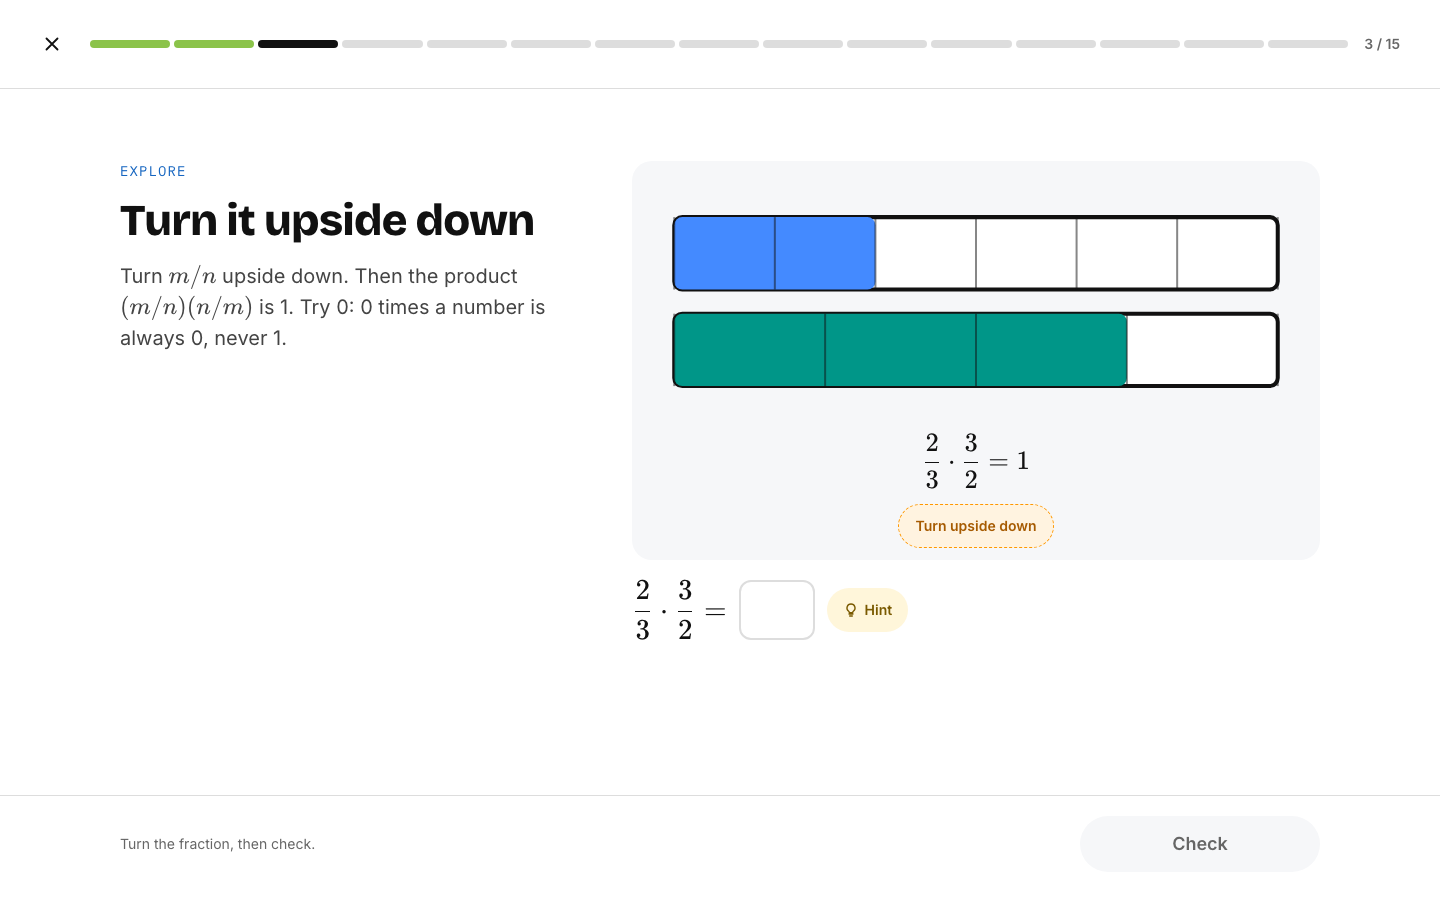 3 / 15
EXPLORE
Turn it upside down
Turn m/n upside down. Then the product
(m/n)(n/m) is 1. Try 0: 0 times a number is
always 0, never 1.
2/3 · 3/2 = 1
Turn upside down
2/3 · 3/2 =
Hint
Turn the fraction, then check.
Check